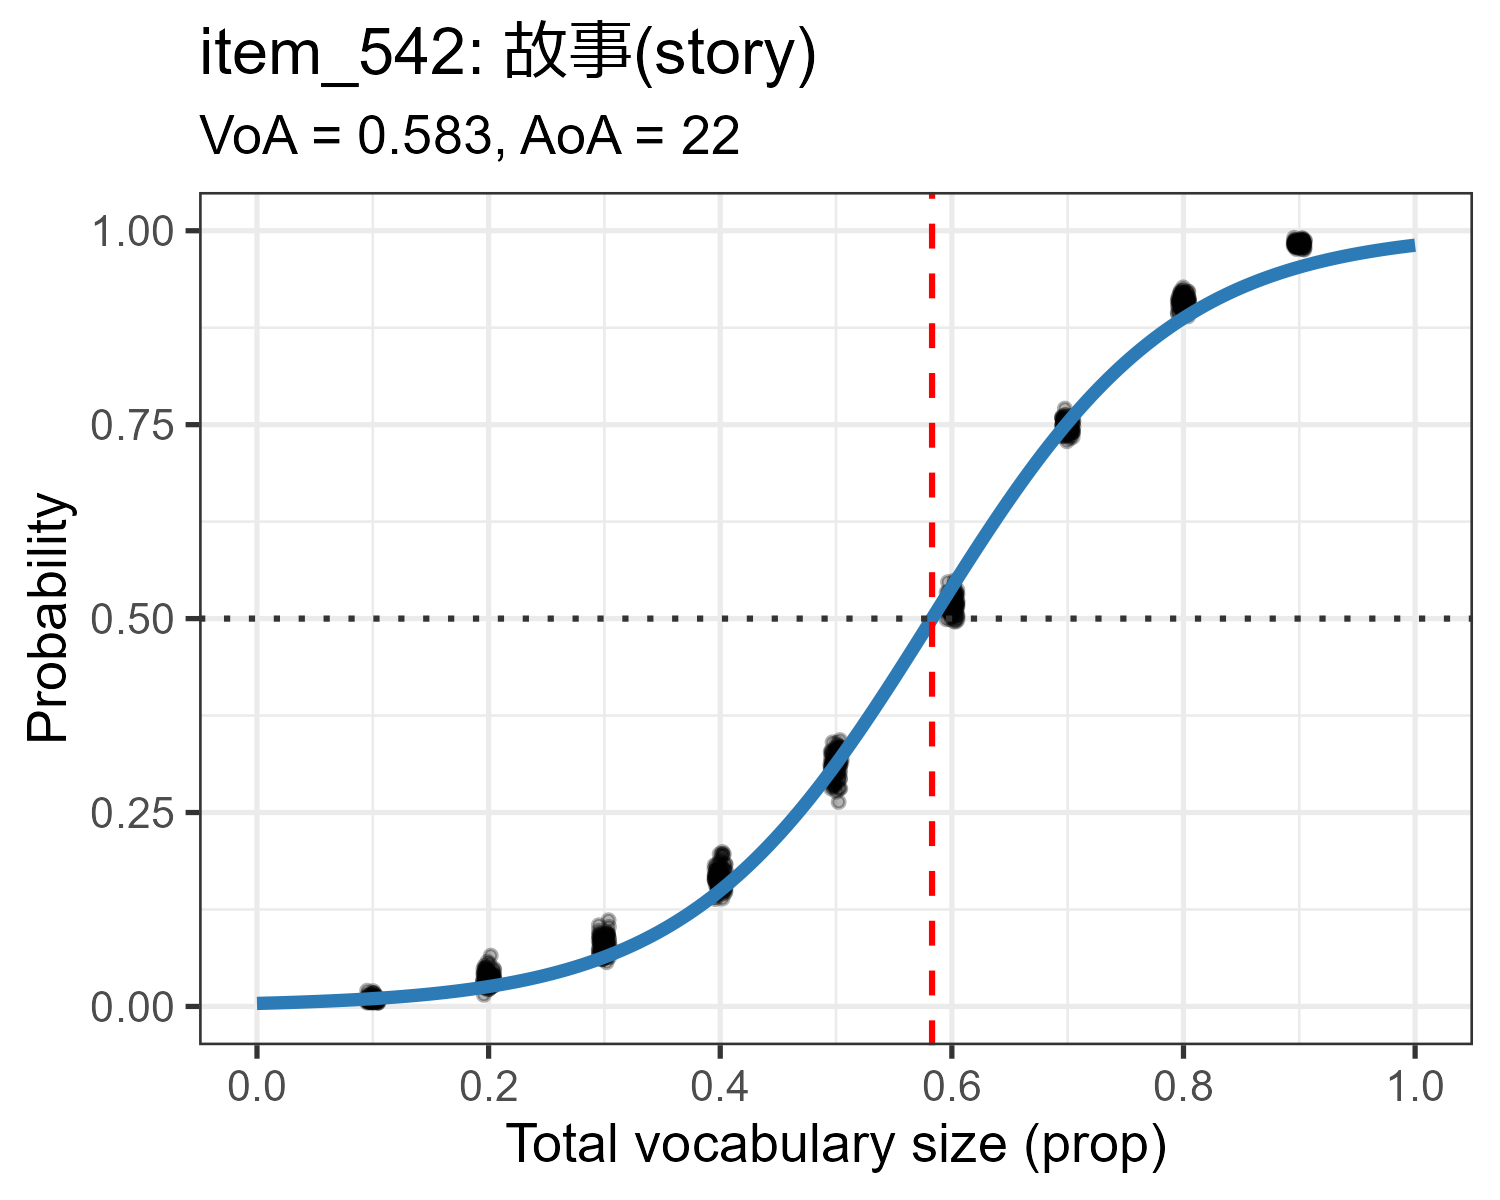 item_542: 故事(story)
VoA = 0.583, AoA = 22
1.00
0.75
0.50
0.25
0.00
Probability
0.0 0.2 0.4 0.6 0.8 1.0
Total vocabulary size (prop)